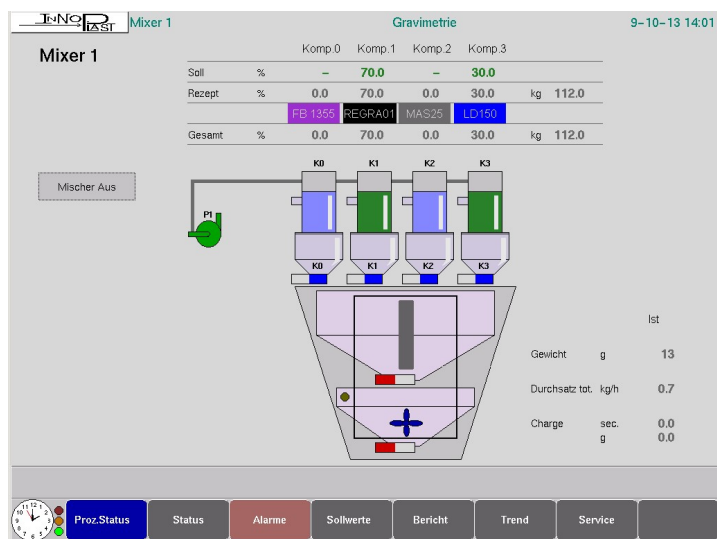 INNOPLAST Mixer 1 Gravimetrie 9-10-13 14:01
Mixer 1
Komp.0 Komp.1 Komp.2 Komp.3
Soll % – 70.0 – 30.0
Rezept % 0.0 70.0 0.0 30.0 kg 112.0
FB 1355 REGRA01 MAS25 LD150
Gesamt % 0.0 70.0 0.0 30.0 kg 112.0
K0 K1 K2 K3
Mischer Aus
P1
K0 K1 K2 K3
Ist
Gewicht g 13
Durchsatz tot. kg/h 0.7
Charge sec. 0.0
g 0.0
Proz.Status Status Alarme Sollwerte Bericht Trend Service